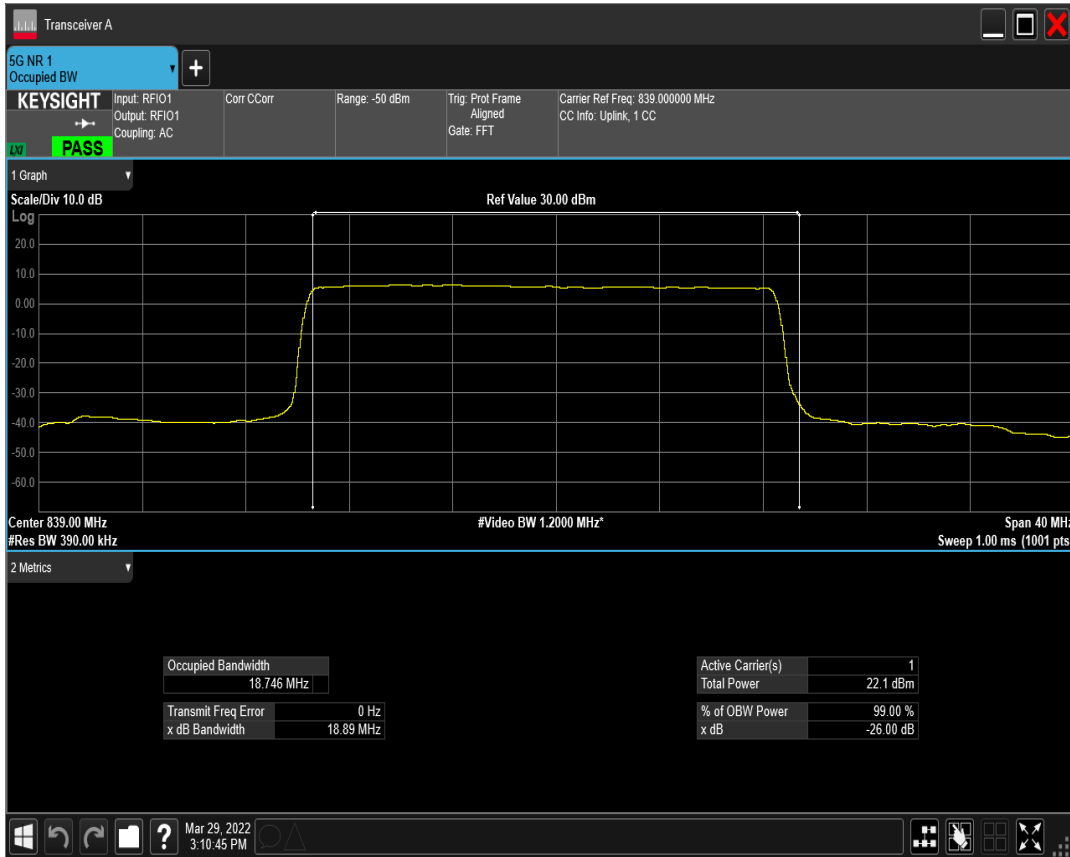 Transceiver A
5G NR 1
Occupied BW
+
KEYSIGHT
LXI
PASS
Input: RFIO1
Output: RFIO1
Coupling: AC
Corr CCorr
Range: -50 dBm
Trig: Prot Frame
Aligned
Gate: FFT
Carrier Ref Freq: 839.000000 MHz
CC Info: Uplink, 1 CC
1 Graph
Scale/Div 10.0 dB
Ref Value 30.00 dBm
Log
20.0
10.0
0.00
-10.0
-20.0
-30.0
-40.0
-50.0
-60.0
Center 839.00 MHz
#Video BW 1.2000 MHz*
Span 40 MHz
#Res BW 390.00 kHz
Sweep 1.00 ms (1001 pts
2 Metrics
Occupied Bandwidth
18.746 MHz
Transmit Freq Error 0 Hz
x dB Bandwidth 18.89 MHz
Active Carrier(s) 1
Total Power 22.1 dBm
% of OBW Power 99.00 %
x dB -26.00 dB
?
Mar 29, 2022
3:10:45 PM